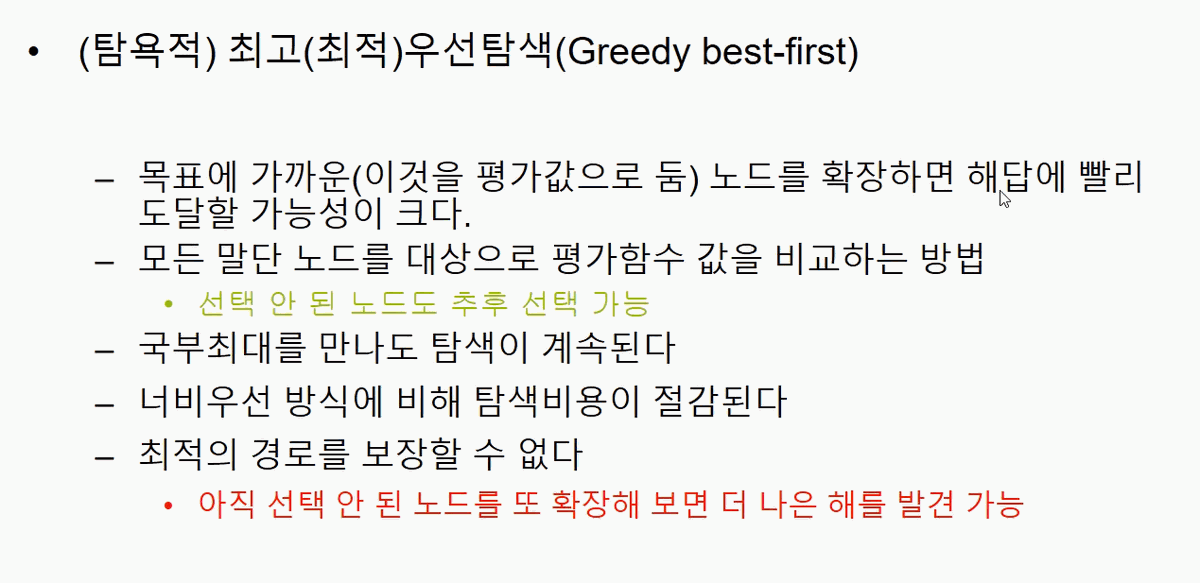 • (탐욕적) 최고(최적)우선탐색(Greedy best-first)
– 목표에 가까운(이것을 평가값으로 둠) 노드를 확장하면 해답에 빨리
도달할 가능성이 크다.
– 모든 말단 노드를 대상으로 평가함수 값을 비교하는 방법
• 선택 안 된 노드도 추후 선택 가능
– 국부최대를 만나도 탐색이 계속된다
– 너비우선 방식에 비해 탐색비용이 절감된다
– 최적의 경로를 보장할 수 없다
• 아직 선택 안 된 노드를 또 확장해 보면 더 나은 해를 발견 가능